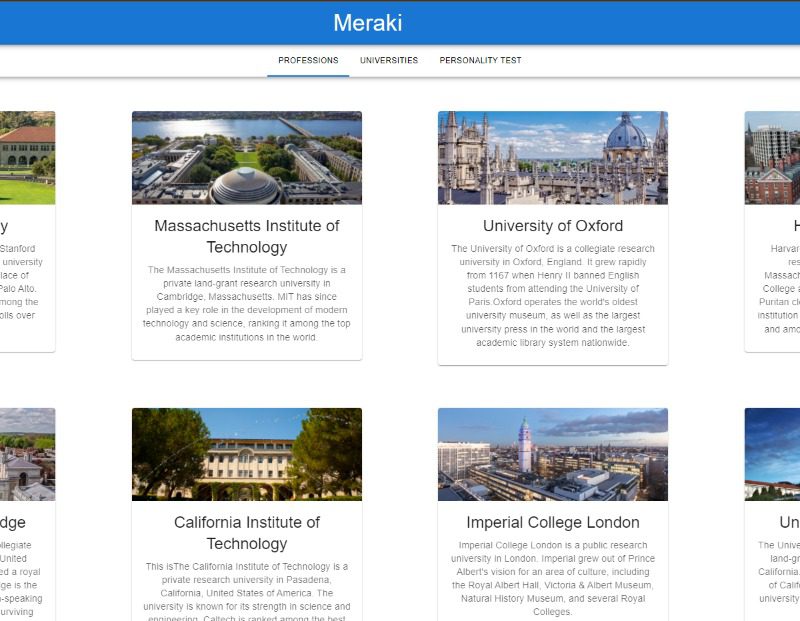 Meraki
PROFESSIONS
UNIVERSITIES
PERSONALITY TEST
y
Stanford
university
lace of
Palo Alto.
mong the
olls over
Massachusetts Institute of
Technology
The Massachusetts Institute of Technology is a
private land-grant research university in
Cambridge, Massachusetts. MIT has since
played a key role in the development of modern
technology and science, ranking it among the top
academic institutions in the world.
University of Oxford
The University of Oxford is a collegiate research
university in Oxford, England. It grew rapidly
from 1167 when Henry II banned English
students from attending the University of
Paris.Oxford operates the world's oldest
university museum, as well as the largest
university press in the world and the largest
academic library system nationwide.
H
Harvar
res
Massach
College a
Puritan cle
institution
and amo
dge
llegiate
United
ed a royal
ge is the
h-speaking
urviving
California Institute of
Technology
This isThe California Institute of Technology is a
private research university in Pasadena,
California, United States of America. The
university is known for its strength in science and
engineering. Caltech is ranked among the best
Imperial College London
Imperial College London is a public research
university in London. Imperial grew out of Prince
Albert's vision for an area of culture, including
the Royal Albert Hall, Victoria & Albert Museum,
Natural History Museum, and several Royal
Colleges.
Un
The Unive
land-gr
California.
of Calif
university